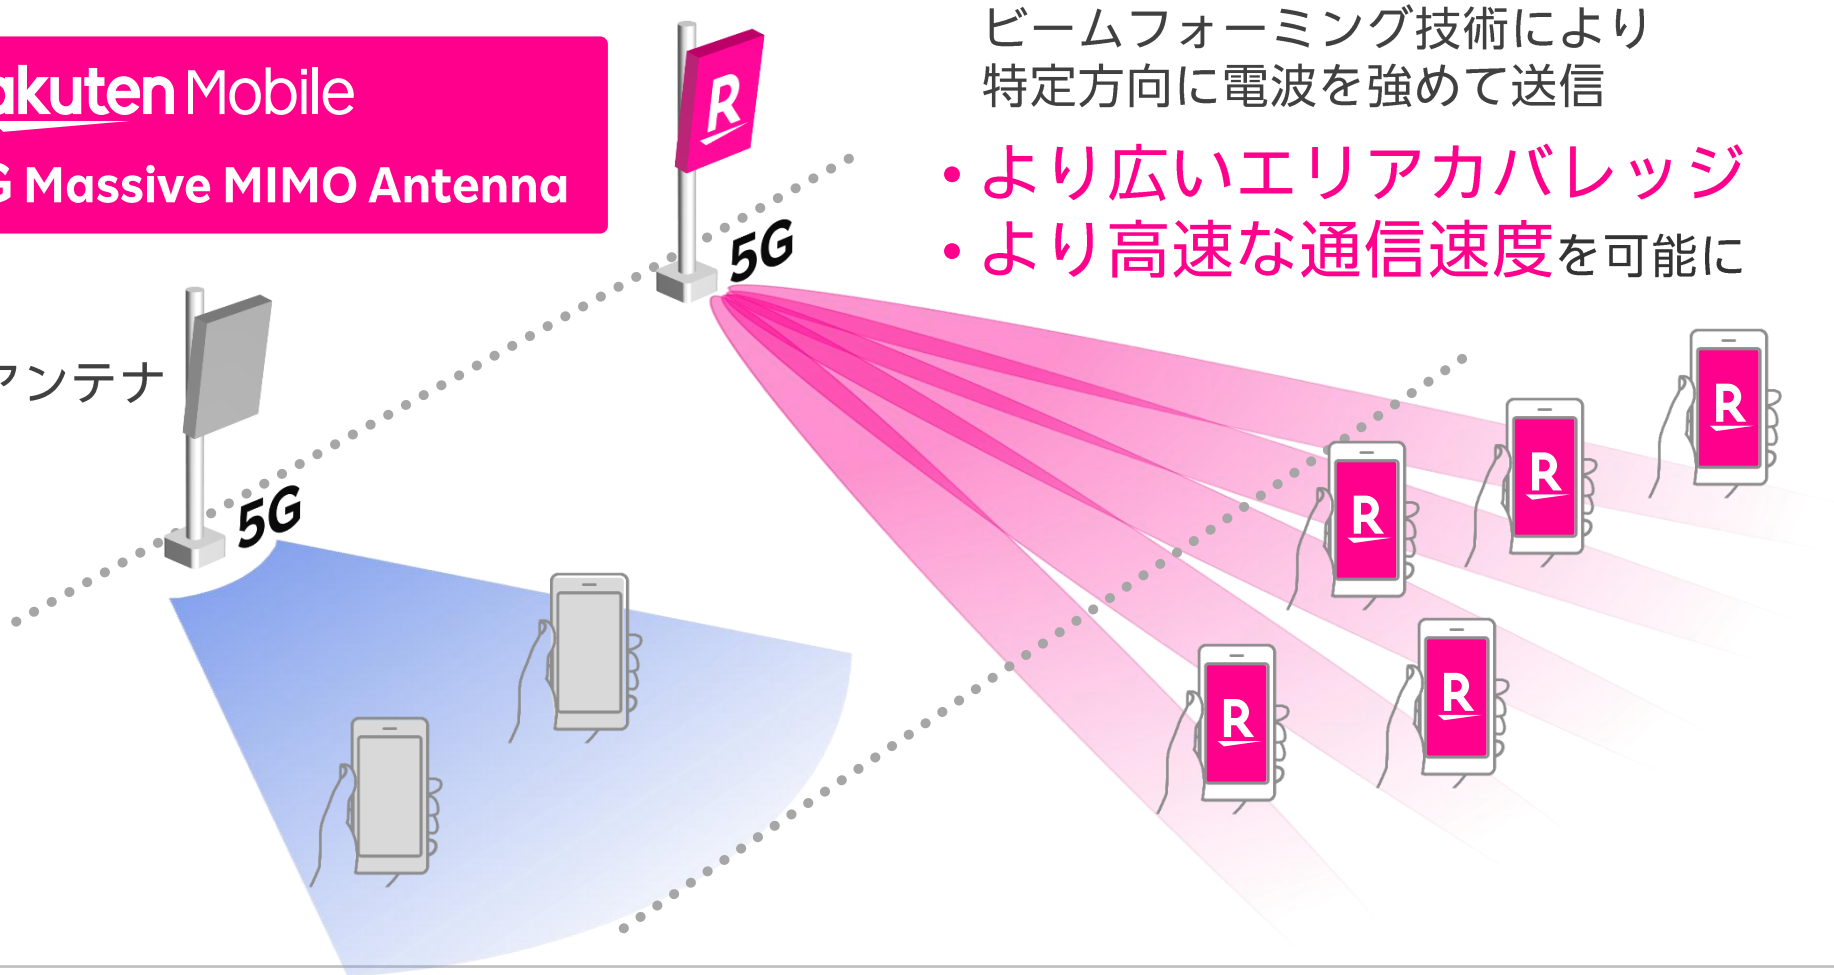 akuten Mobile
G Massive MIMO Antenna
R
ビームフォーミング技術により
特定方向に電波を強めて送信
・より広いエリアカバレッジ
・より高速な通信速度を可能に
5G
アンテナ
5G
R
R
R
R
R